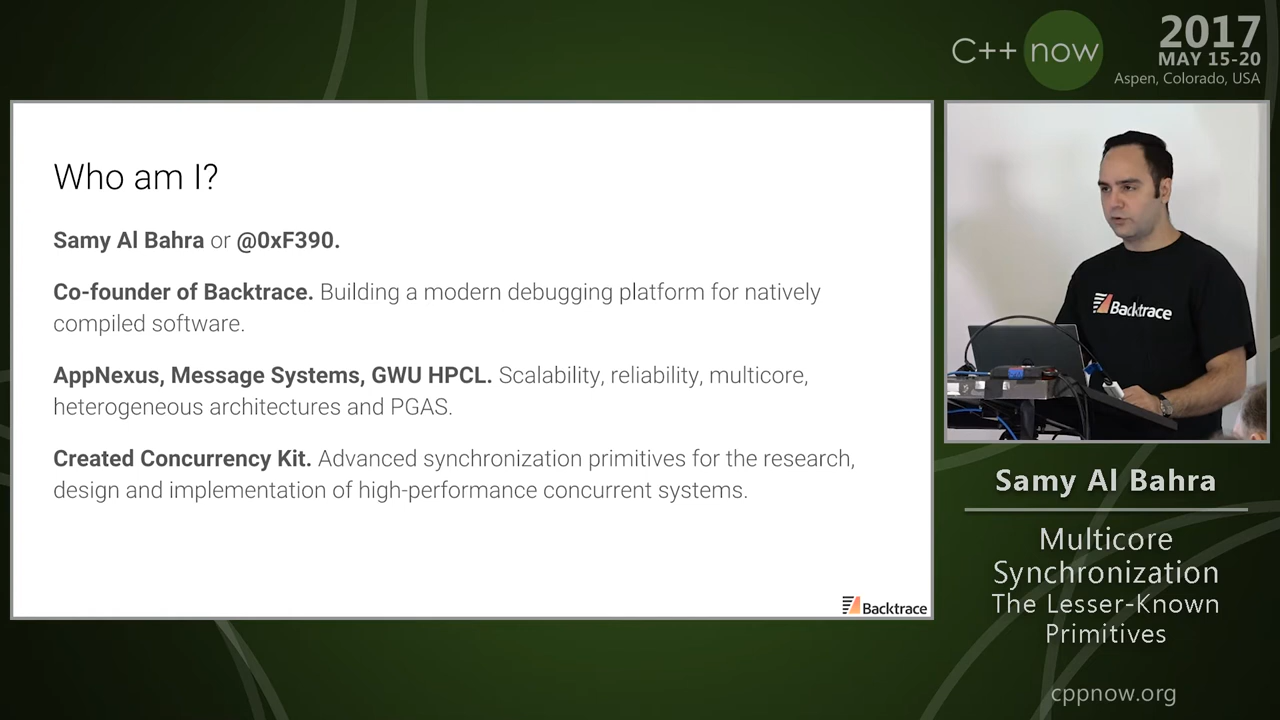 C++ now
2017
MAY 15-20
Aspen, Colorado, USA
Who am I?
Samy Al Bahra or @0xF390.
Co-founder of Backtrace. Building a modern debugging platform for natively
compiled software.
AppNexus, Message Systems, GWU HPCL. Scalability, reliability, multicore,
heterogeneous architectures and PGAS.
Created Concurrency Kit. Advanced synchronization primitives for the research,
design and implementation of high-performance concurrent systems.
Backtrace
Backtrace
Samy Al Bahra
Multicore
Synchronization
The Lesser-Known
Primitives
cppnow.org